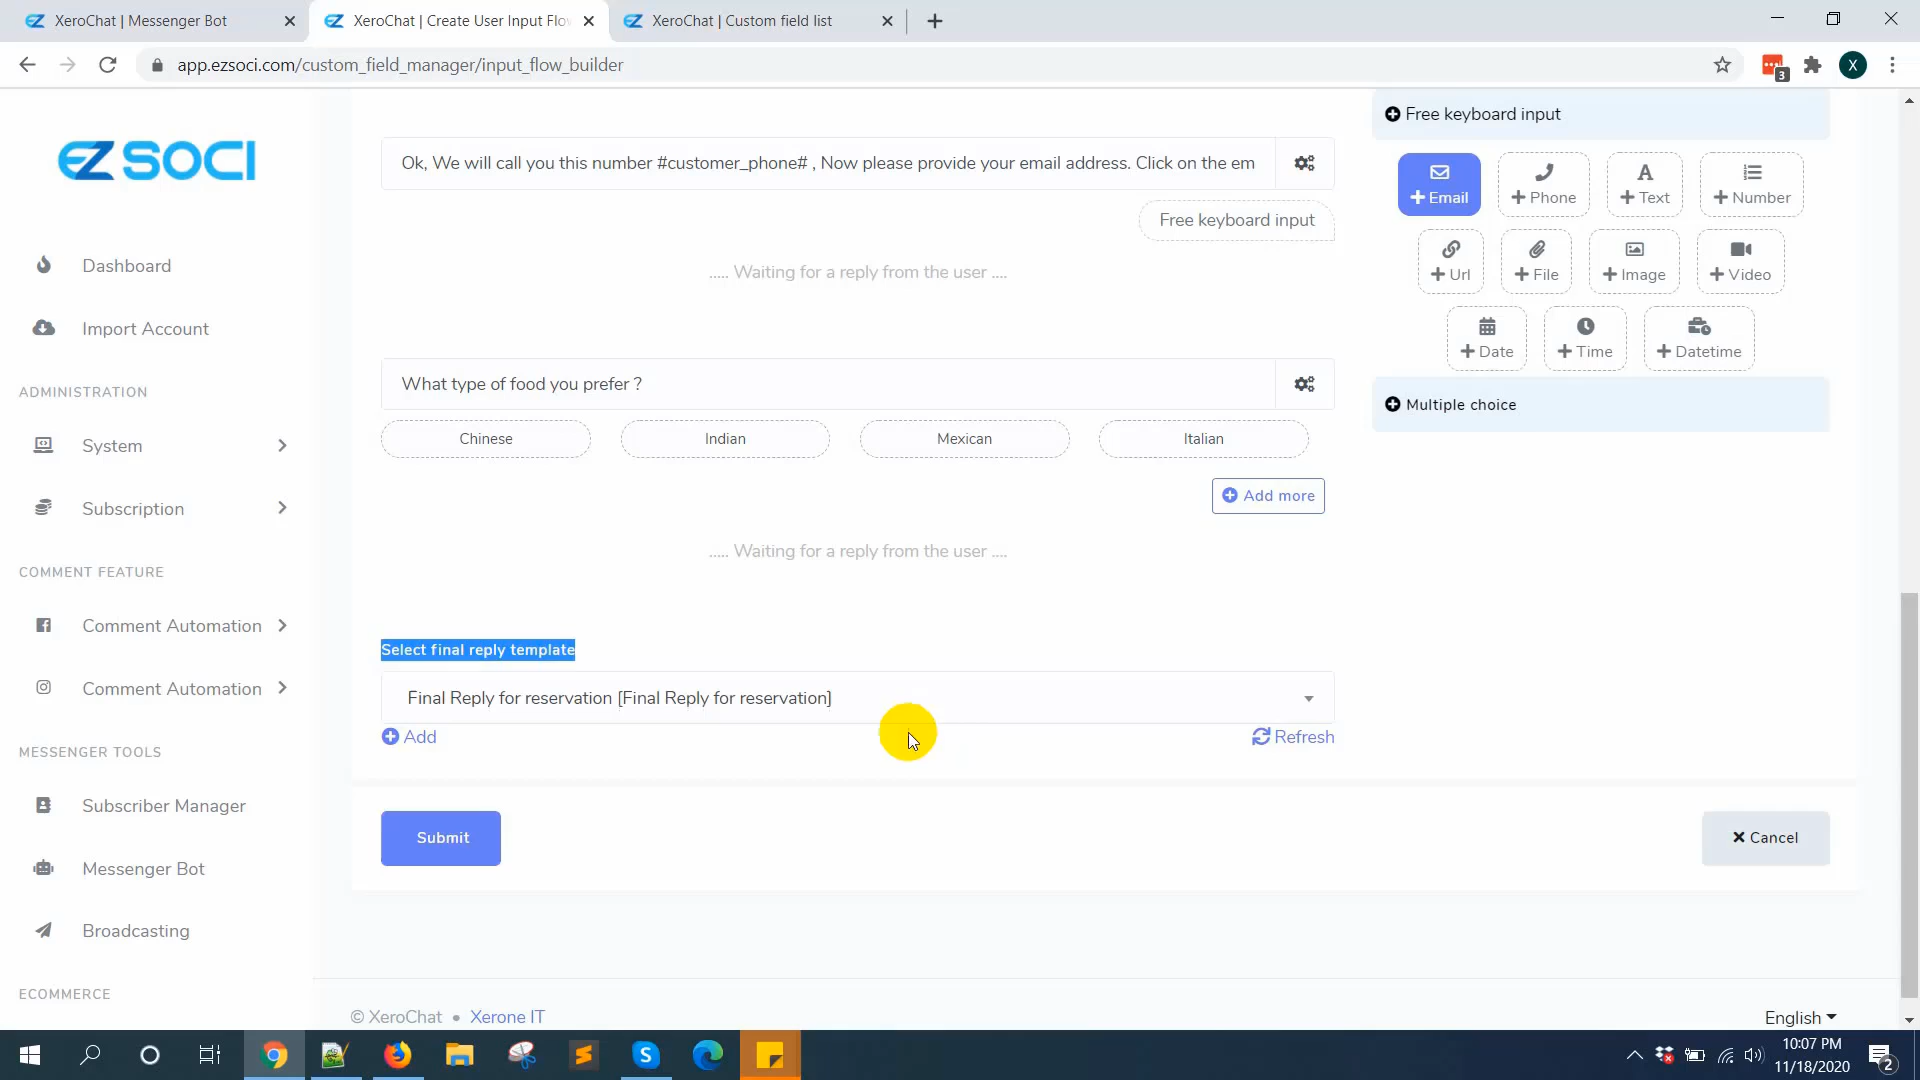 XeroChat | Messenger Bot
XeroChat | Create User Input Flo
XeroChat | Custom field list
app.ezsoci.com/custom_field_manager/input_flow_builder
3
X
EZ SOCI
Dashboard
Import Account
ADMINISTRATION
System
Subscription
COMMENT FEATURE
Comment Automation
Comment Automation
MESSENGER TOOLS
Subscriber Manager
Messenger Bot
Broadcasting
ECOMMERCE
Ok, We will call you this number #customer_phone# , Now please provide your email address. Click on the em
Free keyboard input
..... Waiting for a reply from the user ....
What type of food you prefer ?
Chinese
Indian
Mexican
Italian
Add more
..... Waiting for a reply from the user ....
Select final reply template
Final Reply for reservation [Final Reply for reservation]
Add
Refresh
Submit
Cancel
Free keyboard input
Email
Phone
Text
Number
Url
File
Image
Video
Date
Time
Datetime
Multiple choice
© XeroChat • Xerone IT
English
10:07 PM
11/18/2020
2